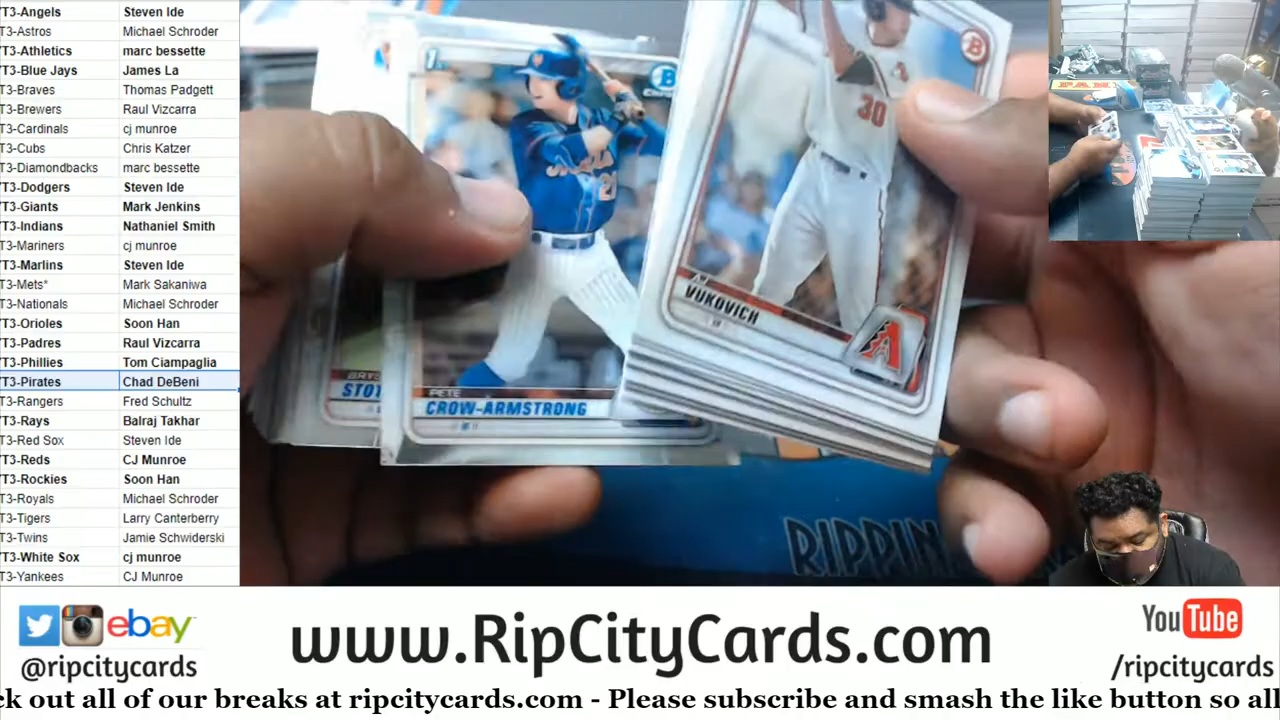 T3-Angels Steven Ide
T3-Astros Michael Schroder
T3-Athletics marc bessette
T3-Blue Jays James La
T3-Braves Thomas Padgett
T3-Brewers Raul Vizcarra
T3-Cardinals cj munroe
T3-Cubs Chris Katzer
T3-Diamondbacks marc bessette
T3-Dodgers Steven Ide
T3-Giants Mark Jenkins
T3-Indians Nathaniel Smith
T3-Mariners cj munroe
T3-Marlins Steven Ide
T3-Mets* Mark Sakaniwa
T3-Nationals Michael Schroder
T3-Orioles Soon Han
T3-Padres Raul Vizcarra
T3-Phillies Tom Ciampaglia
T3-Pirates Chad DeBeni
T3-Rangers Fred Schultz
T3-Rays Balraj Takhar
T3-Red Sox Steven Ide
T3-Reds CJ Munroe
T3-Rockies Soon Han
T3-Royals Michael Schroder
T3-Tigers Larry Canterberry
T3-Twins Jamie Schwiderski
T3-White Sox cj munroe
T3-Yankees CJ Munroe
B
30
VUKOVICH
A
1
B
Mets
PETE
CROW-ARMSTRONG
STOT
RIPPIN
ebay
@ripcitycards
www.RipCityCards.com
YouTube
/ripcitycards
ck out all of our breaks at ripcitycards.com - Please subscribe and smash the like button so all